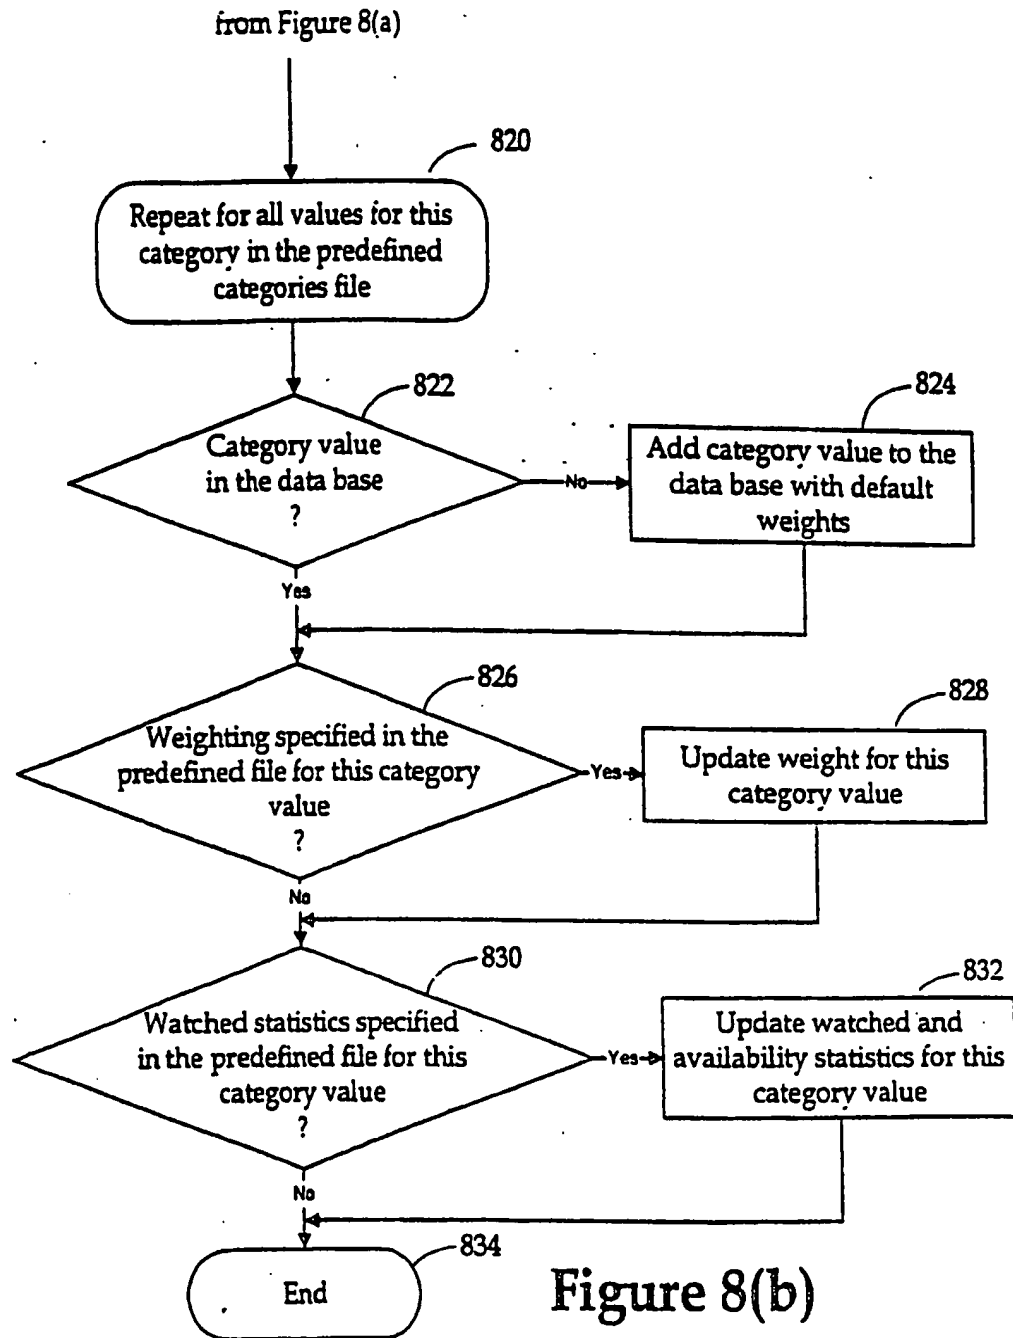 from Figure 8(a)
820
Repeat for all values for this
category in the predefined
categories file
822
Category value
in the data base
?
No
824
Add category value to the
data base with default
weights
Yes
826
Weighting specified in the
predefined file for this category
value
?
Yes
828
Update weight for this
category value
No
830
Watched statistics specified
in the predefined file for this
category value
?
Yes
832
Update watched and
availability statistics for this
category value
No
834
End
Figure 8(b)